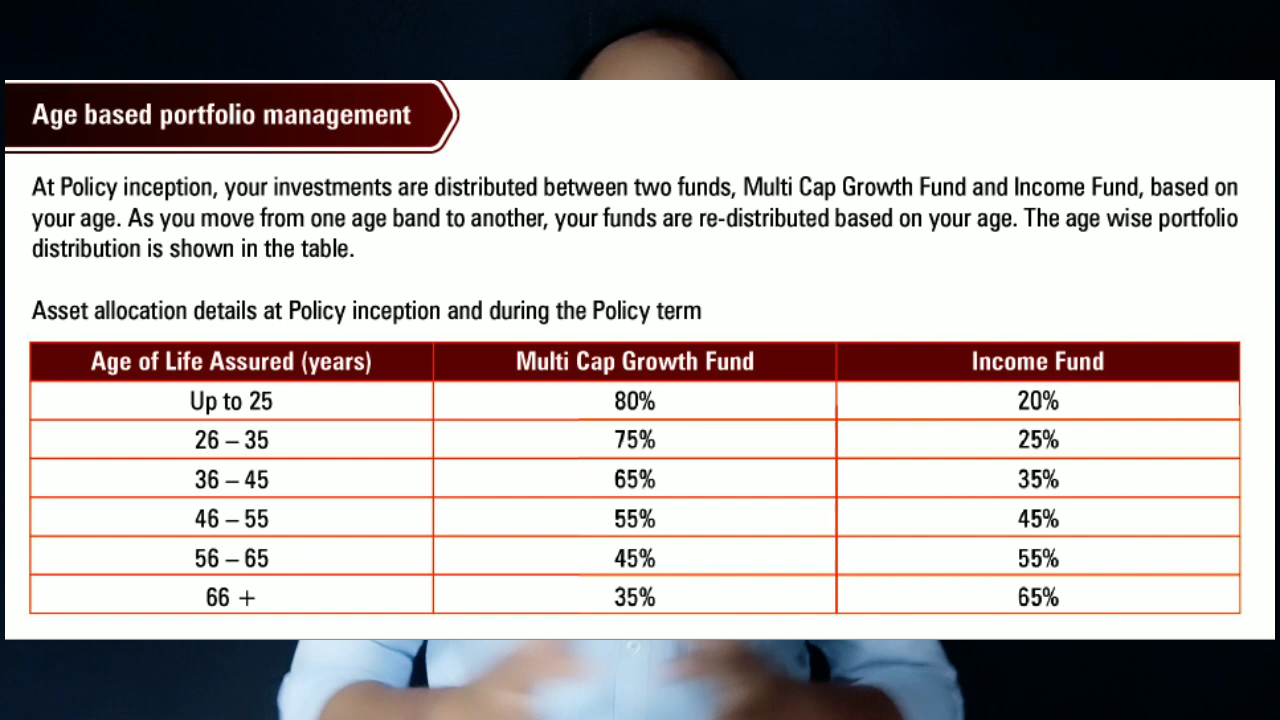 Age based portfolio management
At Policy inception, your investments are distributed between two funds, Multi Cap Growth Fund and Income Fund, based on
your age. As you move from one age band to another, your funds are re-distributed based on your age. The age wise portfolio
distribution is shown in the table.
Asset allocation details at Policy inception and during the Policy term
Age of Life Assured (years) Multi Cap Growth Fund Income Fund
Up to 25 80% 20%
26 – 35 75% 25%
36 – 45 65% 35%
46 – 55 55% 45%
56 – 65 45% 55%
66 + 35% 65%